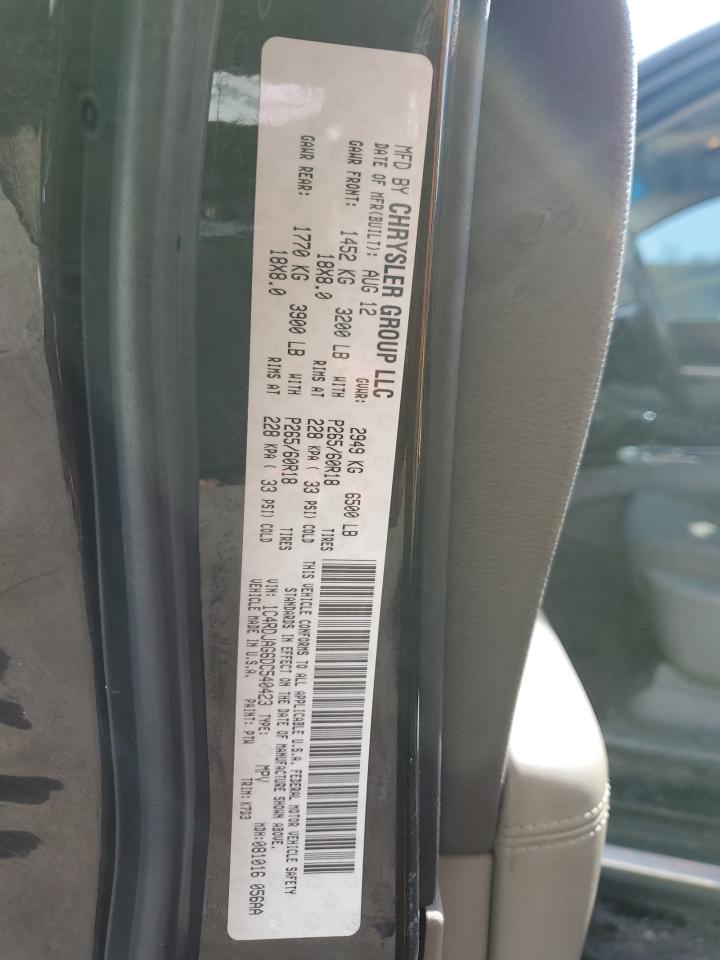 MFD BY CHRYSLER GROUP LLC
DATE OF MFR(BUILT): AUG 12 GVWR: 2949 KG 6500 LB
GAWR FRONT: 1452 KG 3200 LB WITH P265/60R18 TIRES
18X8.0 RIMS AT 228 KPA( 33 PSI) COLD
GAWR REAR: 1770 KG 3900 LB WITH P265/60R18 TIRES
18X8.0 RIMS AT 228 KPA( 33 PSI) COLD
THIS VEHICLE CONFORMS TO ALL APPLICABLE U.S.A. FEDERAL MOTOR VEHICLE SAFETY
STANDARDS IN EFFECT ON THE DATE OF MANUFACTURE SHOWN ABOVE.
VIN: 1C4RDJAG6DC540423 TYPE: MPV MDH:081016 056AA
VEHICLE MADE IN U.S.A. PAINT: PTW TRIM: K7D3